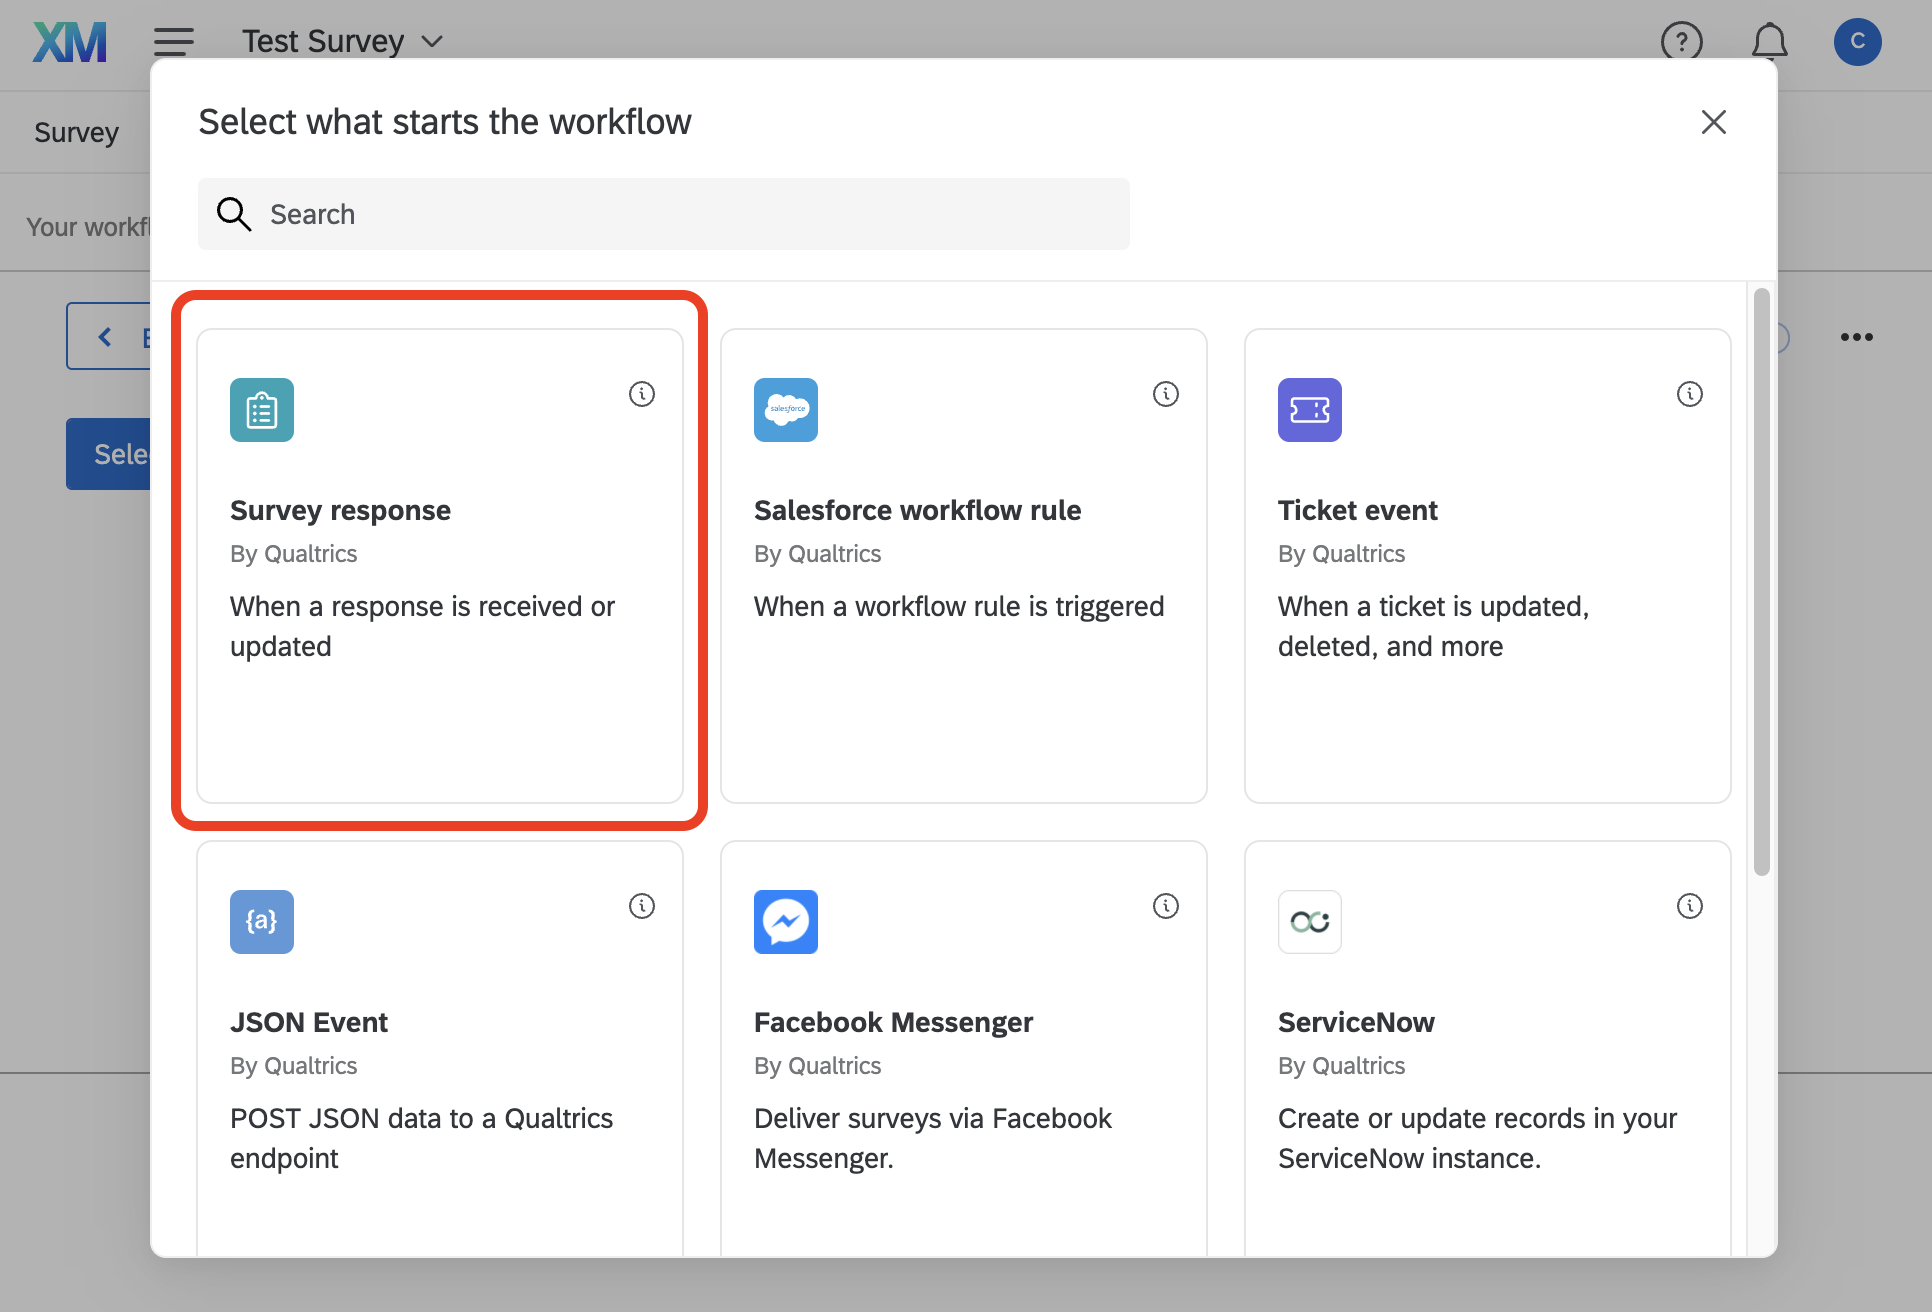 XM
Test Survey
?
C
Survey
Select what starts the workflow
Search
Your workfl
Sele
Survey response
By Qualtrics
When a response is received or
updated
salesforce
Salesforce workflow rule
By Qualtrics
When a workflow rule is triggered
Ticket event
By Qualtrics
When a ticket is updated,
deleted, and more
{a}
JSON Event
By Qualtrics
POST JSON data to a Qualtrics
endpoint
Facebook Messenger
By Qualtrics
Deliver surveys via Facebook
Messenger.
ServiceNow
By Qualtrics
Create or update records in your
ServiceNow instance.